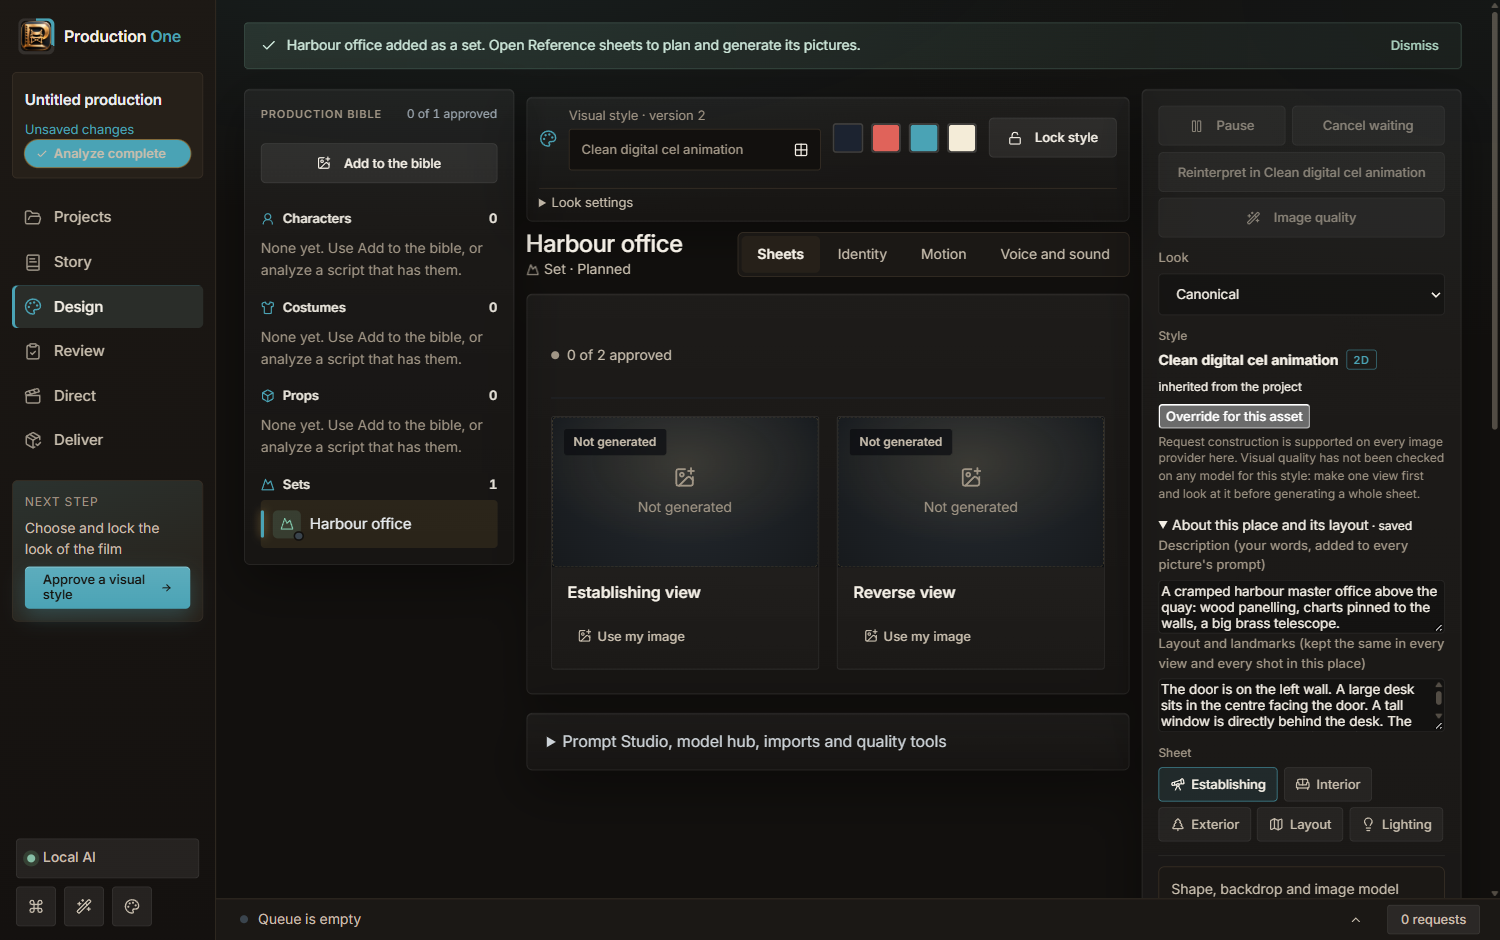 Production One
Untitled production
Unsaved changes
Analyze complete
Projects
Story
Design
Review
Direct
Deliver
NEXT STEP
Choose and lock the
look of the film
Approve a visual
style
Local AI
Harbour office added as a set. Open Reference sheets to plan and generate its pictures.
Dismiss
PRODUCTION BIBLE
0 of 1 approved
Add to the bible
Characters
0
None yet. Use Add to the bible, or
analyze a script that has them.
Costumes
0
None yet. Use Add to the bible, or
analyze a script that has them.
Props
0
None yet. Use Add to the bible, or
analyze a script that has them.
Sets
1
Harbour office
Visual style · version 2
Clean digital cel animation
Lock style
Look settings
Harbour office
Set · Planned
Sheets
Identity
Motion
Voice and sound
0 of 2 approved
Not generated
Not generated
Establishing view
Use my image
Not generated
Not generated
Reverse view
Use my image
Prompt Studio, model hub, imports and quality tools
Pause
Cancel waiting
Reinterpret in Clean digital cel animation
Image quality
Look
Canonical
Style
Clean digital cel animation 2D
inherited from the project
Override for this asset
Request construction is supported on every image
provider here. Visual quality has not been checked
on any model for this style: make one view first
and look at it before generating a whole sheet.
About this place and its layout · saved
Description (your words, added to every
picture's prompt)
A cramped harbour master office above the
quay: wood panelling, charts pinned to the
walls, a big brass telescope.
Layout and landmarks (kept the same in every
view and every shot in this place)
The door is on the left wall. A large desk
sits in the centre facing the door. A tall
window is directly behind the desk. The
Sheet
Establishing
Interior
Exterior
Layout
Lighting
Shape, backdrop and image model
Queue is empty
0 requests